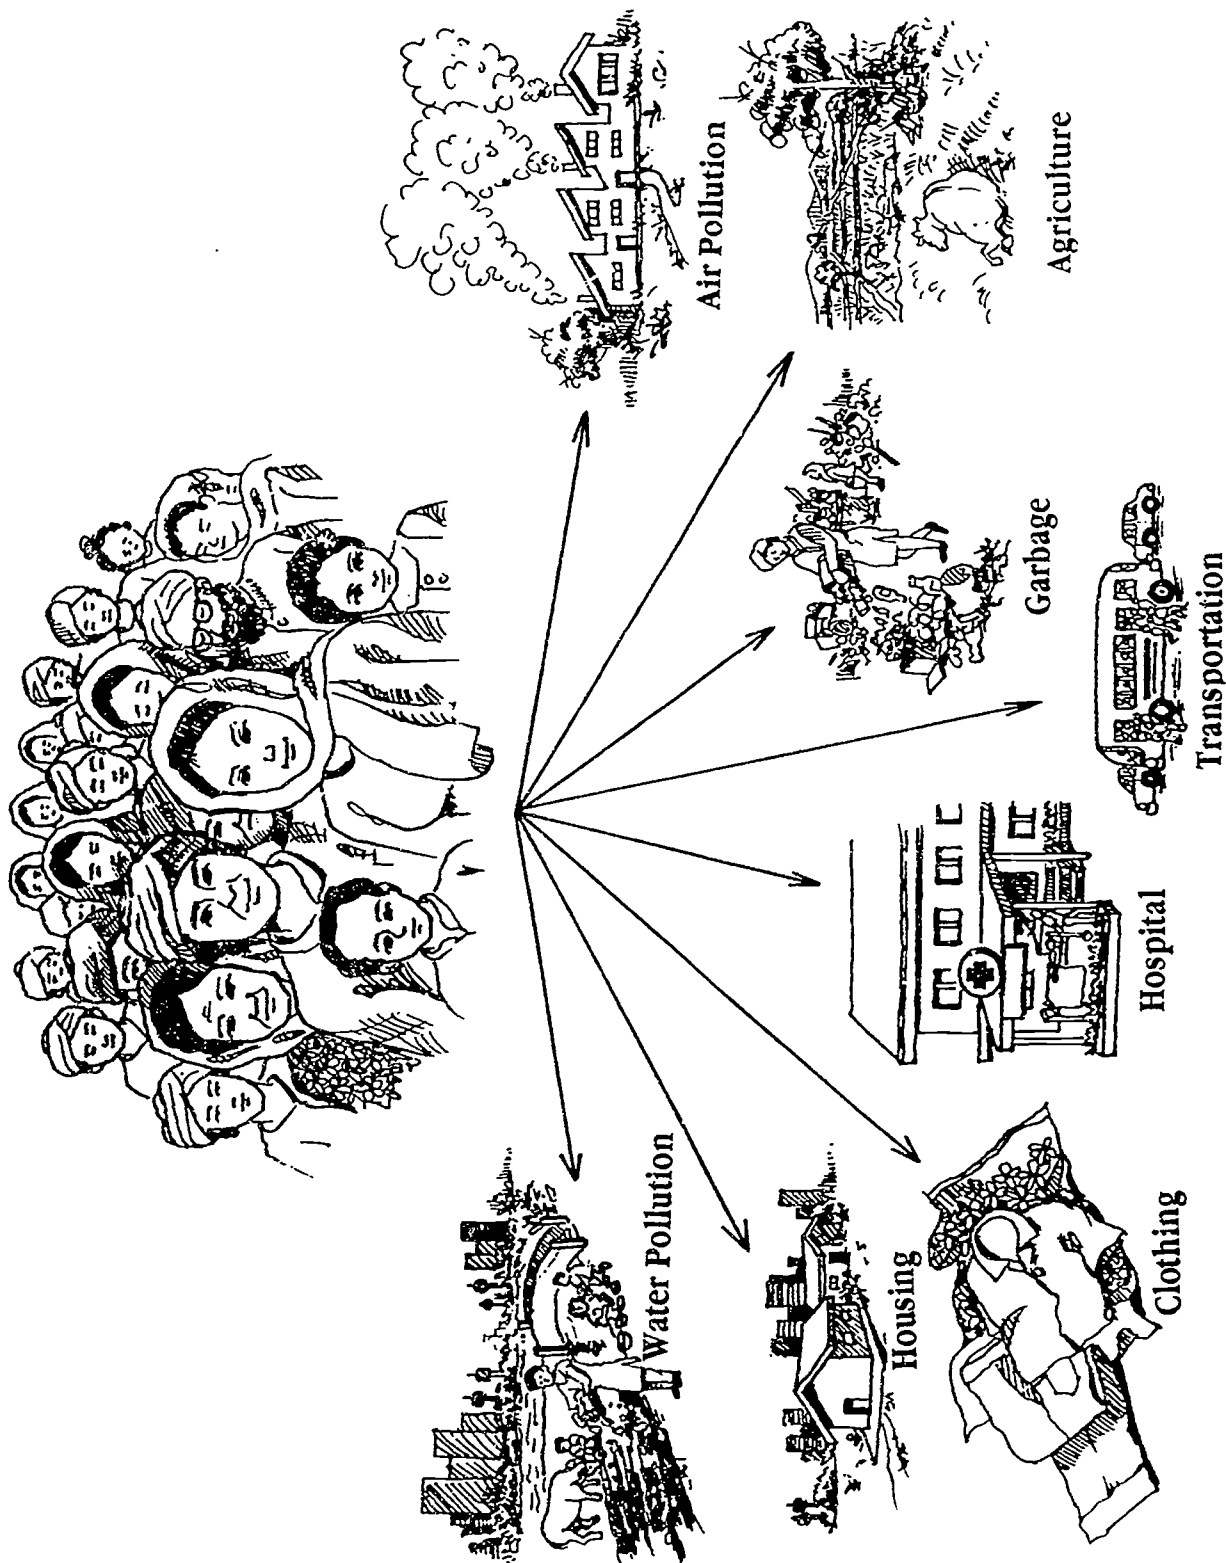 Water Pollution
Air Pollution
Housing
Garbage
Agriculture
Hospital
Clothing
Transportation